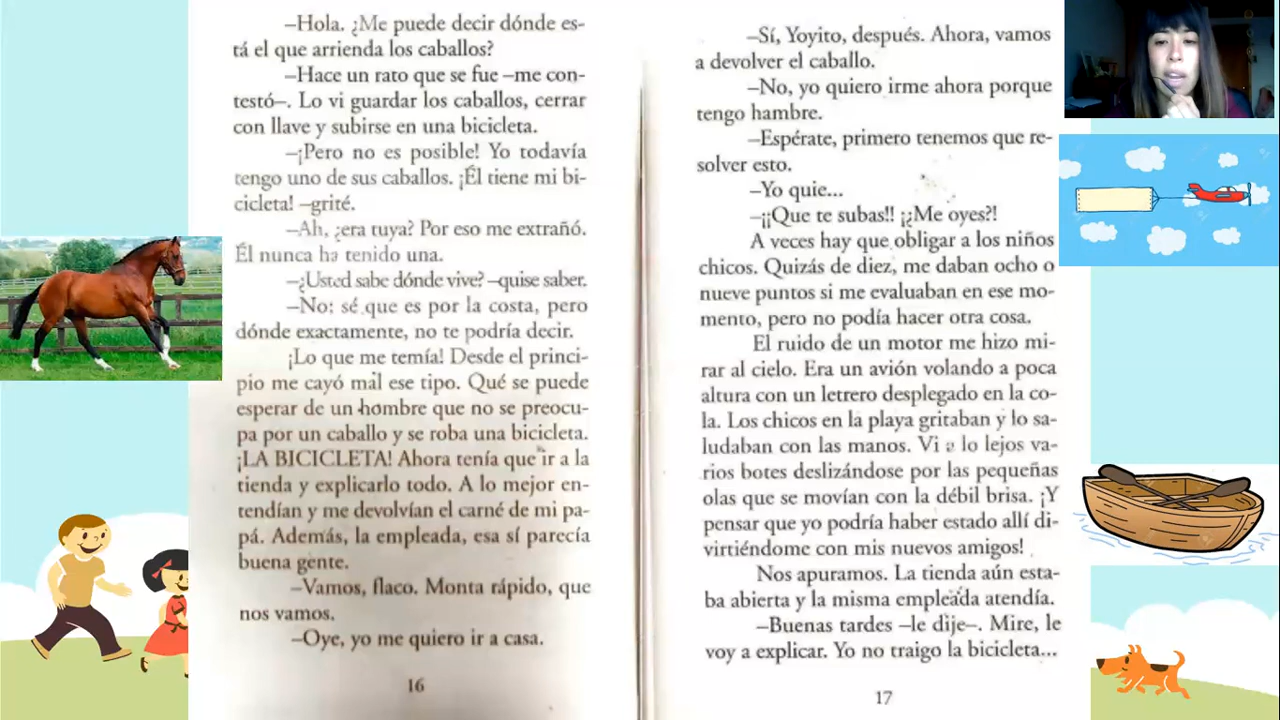 –Hola. ¿Me puede decir dónde es-
tá el que arrienda los caballos?
–Hace un rato que se fue –me con-
testó–. Lo vi guardar los caballos, cerrar
con llave y subirse en una bicicleta.
–¡Pero no es posible! Yo todavía
tengo uno de sus caballos. ¡Él tiene mi bi-
cicleta! –grité.
–Ah, ¿era tuya? Por eso me extrañó.
Él nunca ha tenido una.
–¿Usted sabe dónde vive? –quise saber.
–No: sé que es por la costa, pero
dónde exactamente, no te podría decir.
¡Lo que me temía! Desde el princi-
pio me cayó mal ese tipo. Qué se puede
esperar de un hombre que no se preocu-
pa por un caballo y se roba una bicicleta.
¡LA BICICLETA! Ahora tenía que ir a la
tienda y explicarlo todo. A lo mejor en-
tendían y me devolvían el carné de mi pa-
pá. Además, la empleada, esa sí parecía
buena gente.
–Vamos, flaco. Monta rápido, que
nos vamos.
–Oye, yo me quiero ir a casa.
16
–Sí, Yoyito, después. Ahora, vamos
a devolver el caballo.
–No, yo quiero irme ahora porque
tengo hambre.
–Espérate, primero tenemos que re-
solver esto.
–Yo quie...
–¡¡Que te subas!! ¡¿Me oyes?!
A veces hay que obligar a los niños
chicos. Quizás de diez, me daban ocho o
nueve puntos si me evaluaban en ese mo-
mento, pero no podía hacer otra cosa.
El ruido de un motor me hizo mi-
rar al cielo. Era un avión volando a poca
altura con un letrero desplegado en la co-
la. Los chicos en la playa gritaban y lo sa-
ludaban con las manos. Vi a lo lejos va-
rios botes deslizándose por las pequeñas
olas que se movían con la débil brisa. ¡Y
pensar que yo podría haber estado allí di-
virtiéndome con mis nuevos amigos!
Nos apuramos. La tienda aún esta-
ba abierta y la misma empleada atendía.
–Buenas tardes –le dije–. Mire, le
voy a explicar. Yo no traigo la bicicleta...
17